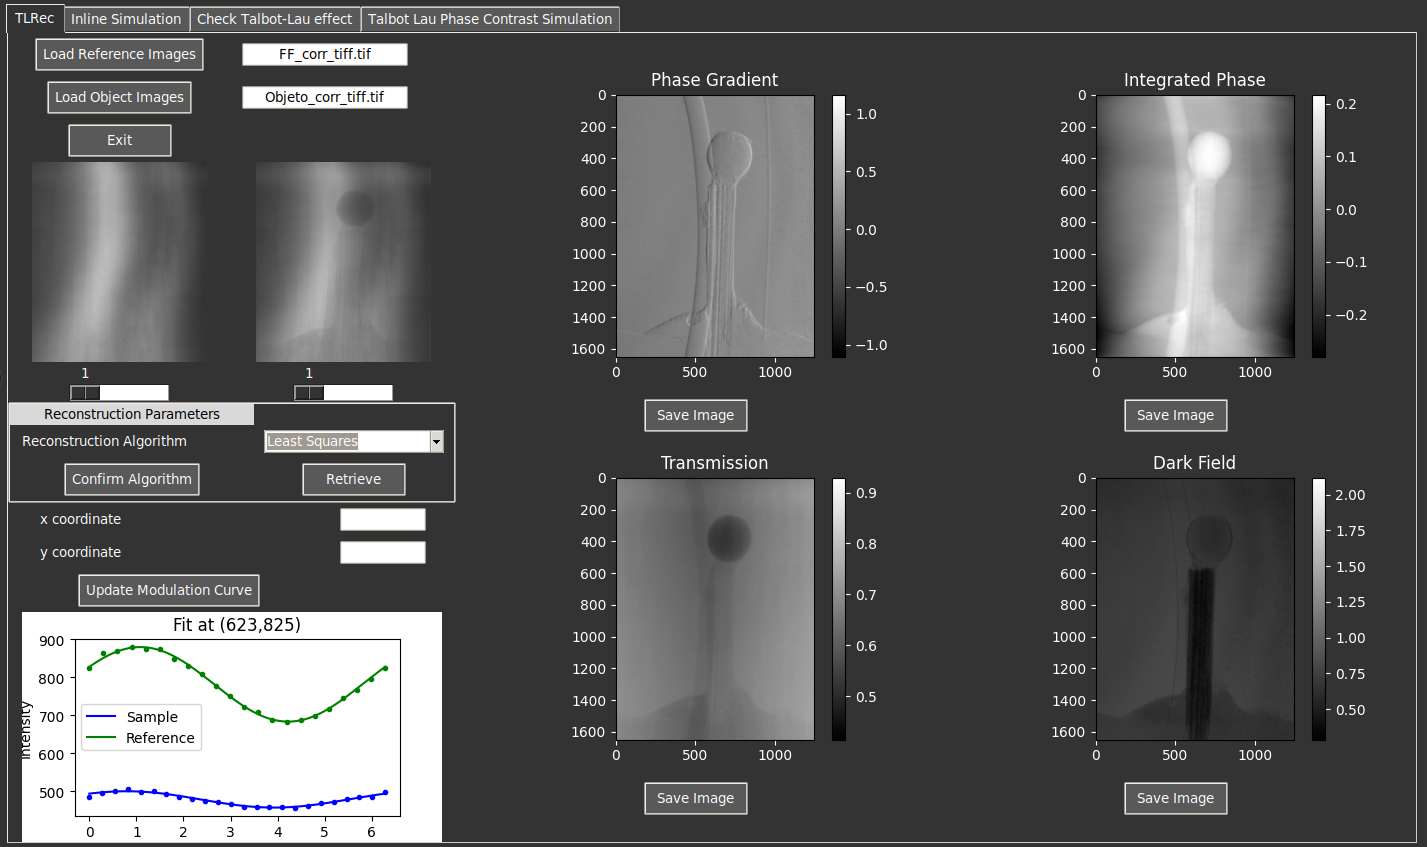 TLRec Inline Simulation Check Talbot-Lau effect Talbot Lau Phase Contrast Simulation
Load Reference Images FF_corr_tiff.tif
Load Object Images Objeto_corr_tiff.tif
Exit
1 1
Reconstruction Parameters
Reconstruction Algorithm Least Squares
Confirm Algorithm Retrieve
x coordinate
y coordinate
Update Modulation Curve
Fit at (623,825)
900
800
700
600
500
Intensity
Sample
Reference
0 1 2 3 4 5 6
Phase Gradient
0
200
400
600
800
1000
1200
1400
1600
0 500 1000
1.0
0.5
0.0
−0.5
−1.0
Save Image
Integrated Phase
0
200
400
600
800
1000
1200
1400
1600
0 500 1000
0.2
0.1
0.0
−0.1
−0.2
Save Image
Transmission
0
200
400
600
800
1000
1200
1400
1600
0 500 1000
0.9
0.8
0.7
0.6
0.5
Save Image
Dark Field
0
200
400
600
800
1000
1200
1400
1600
0 500 1000
2.00
1.75
1.50
1.25
1.00
0.75
0.50
Save Image